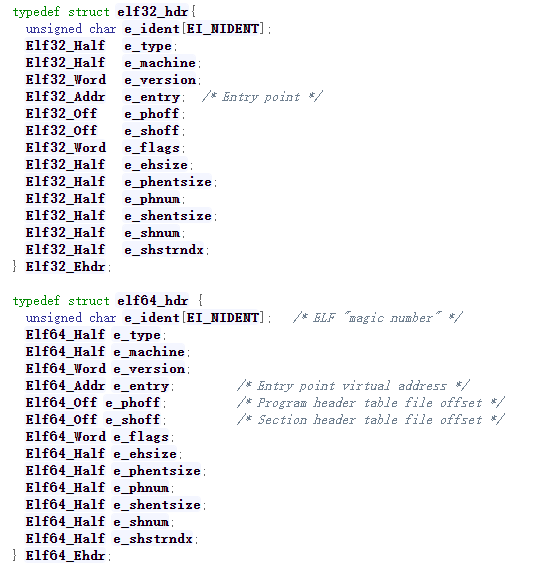 typedef struct elf32_hdr{
unsigned char e_ident[EI_NIDENT];
Elf32_Half e_type;
Elf32_Half e_machine;
Elf32_Word e_version;
Elf32_Addr e_entry; /* Entry point */
Elf32_Off e_phoff;
Elf32_Off e_shoff;
Elf32_Word e_flags;
Elf32_Half e_ehsize;
Elf32_Half e_phentsize;
Elf32_Half e_phnum;
Elf32_Half e_shentsize;
Elf32_Half e_shnum;
Elf32_Half e_shstrndx;
} Elf32_Ehdr;
typedef struct elf64_hdr {
unsigned char e_ident[EI_NIDENT]; /* ELF "magic number" */
Elf64_Half e_type;
Elf64_Half e_machine;
Elf64_Word e_version;
Elf64_Addr e_entry; /* Entry point virtual address */
Elf64_Off e_phoff; /* Program header table file offset */
Elf64_Off e_shoff; /* Section header table file offset */
Elf64_Word e_flags;
Elf64_Half e_ehsize;
Elf64_Half e_phentsize;
Elf64_Half e_phnum;
Elf64_Half e_shentsize;
Elf64_Half e_shnum;
Elf64_Half e_shstrndx;
} Elf64_Ehdr;